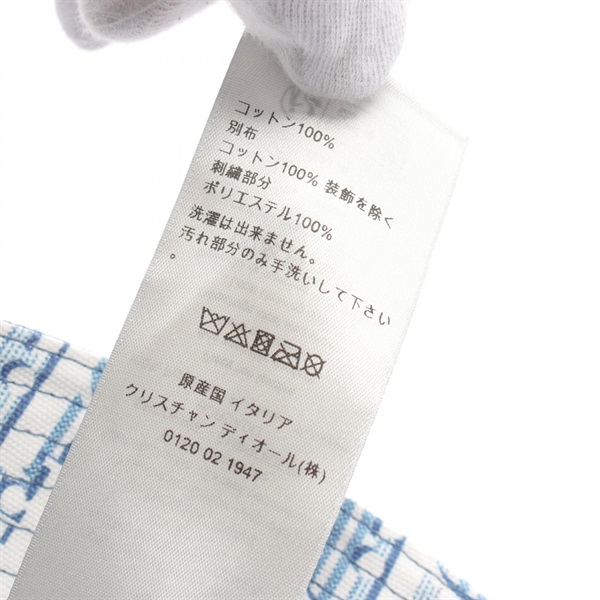 コットン100%
別布
コットン100% 装飾を除く
刺繍部分
ポリエステル100%
洗濯は出来ません。
汚れ部分のみ手洗いして下さい
。
原産国 イタリア
クリスチャン ディオール(株)
0120 02 1947